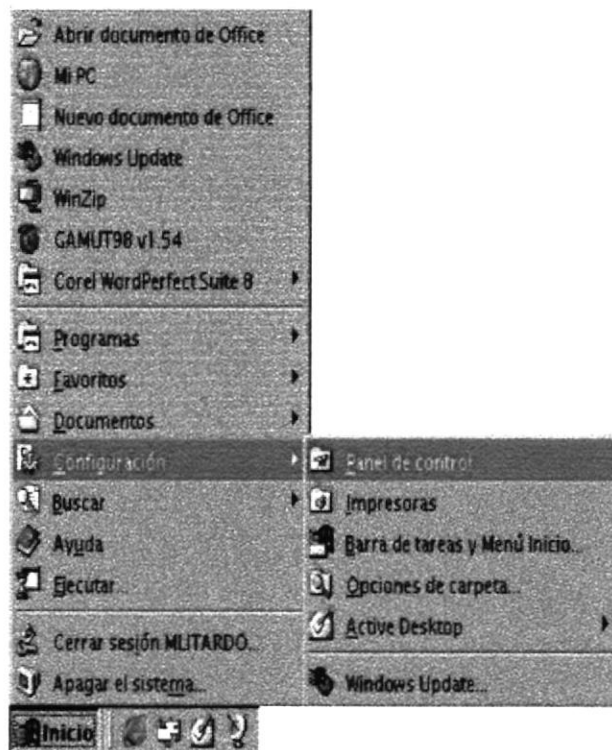 Abrir documento de Office
Mi PC
Nuevo documento de Office
Windows Update
WinZip
GAMUT98 v1.54
Corel WordPerfect Suite 8
Programas
Favoritos
Documentos
Configuración
Panel de control
Buscar
Impresoras
Ayuda
Barra de tareas y Menú Inicio...
Ejecutar...
Opciones de carpeta...
Active Desktop
Cerrar sesión MLITARDO...
Apagar el sistema...
Windows Update...
Inicio